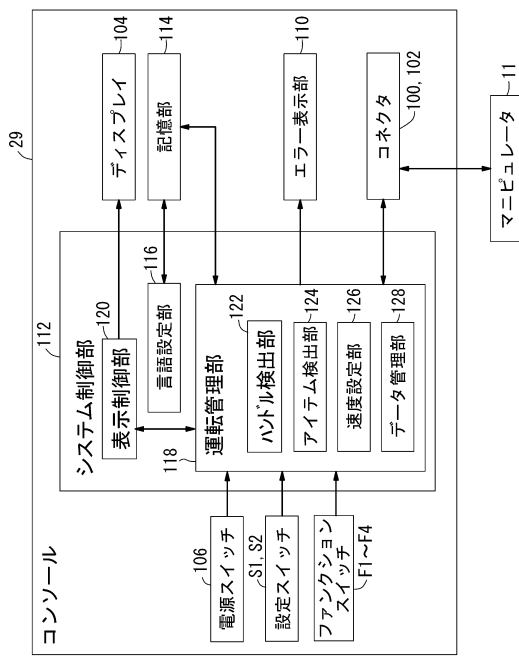 コンソール
29
112
システム制御部
120
表示制御部
116
言語設定部
118
運転管理部
122
ハンドル検出部
124
アイテム検出部
126
速度設定部
128
データ管理部
106
電源スイッチ
S1, S2
設定スイッチ
ファンクション
スイッチ
F1～F4
104
ディスプレイ
114
記憶部
110
エラー表示部
コネクタ
100, 102
11
マニピュレータ